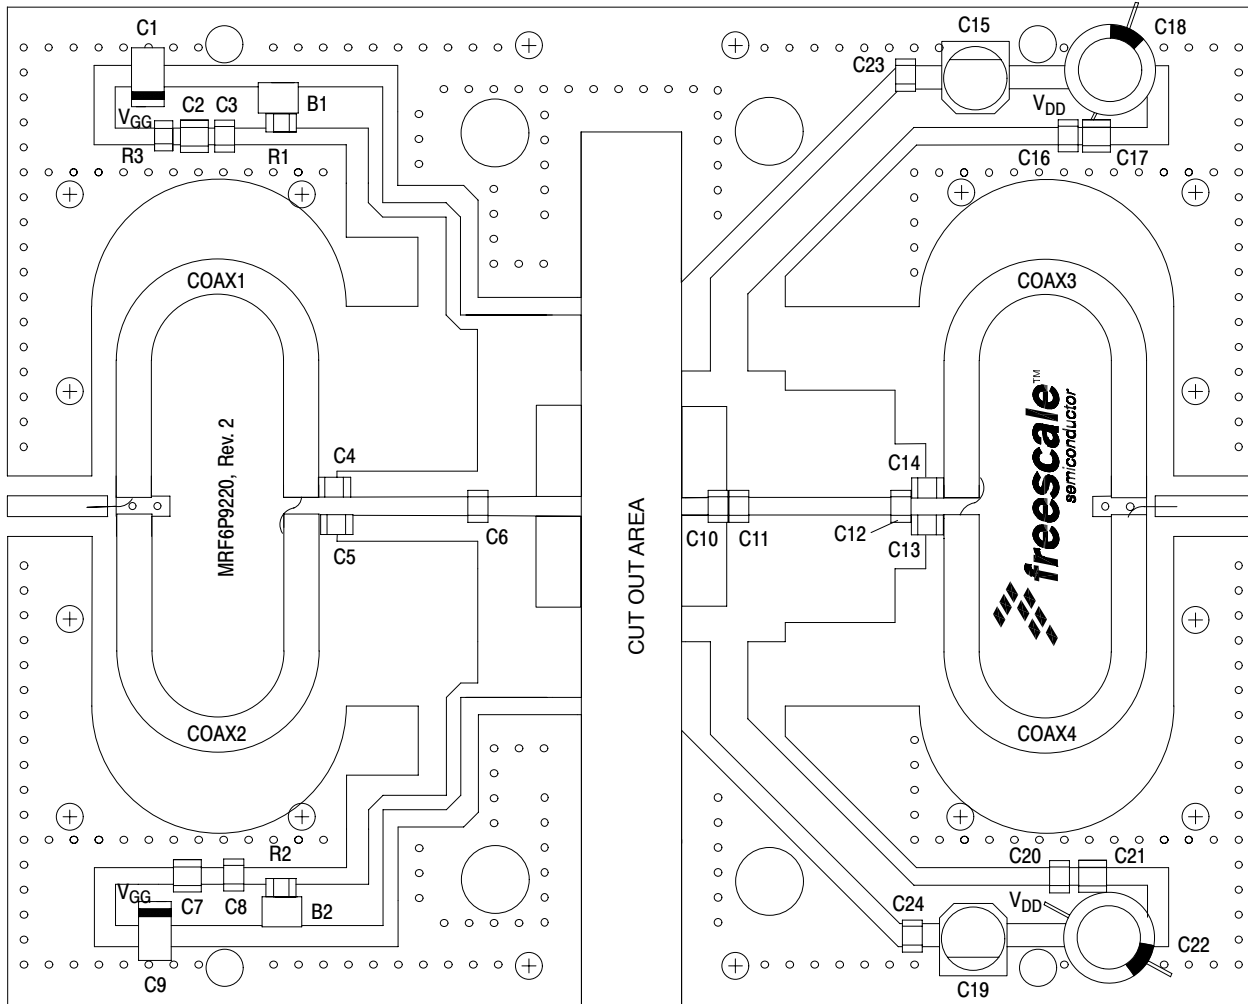 C1
C15
C18
C23
B1
C2 C3
VGG
VDD
R3
R1
C16
C17
COAX1
COAX3
MRF6P9220, Rev. 2
freescale™
semiconductor
C4
C14
CUT OUT AREA
C6
C10
C11
C12
C5
C13
COAX2
COAX4
R2
C20
C21
VGG
VDD
C7
C8
B2
C24
C22
C9
C19